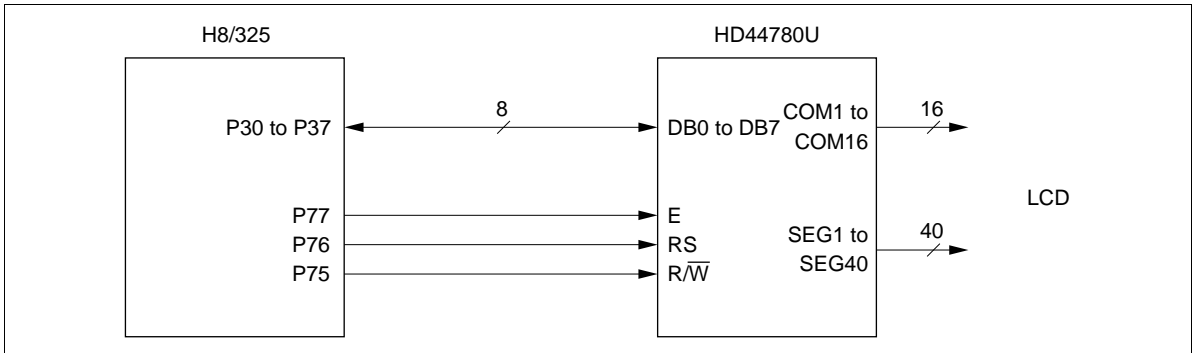 H8/325
HD44780U
P30 to P37
8
DB0 to DB7
COM1 to
COM16
16
P77
E
P76
RS
P75
R/W̅
SEG1 to
SEG40
40
LCD